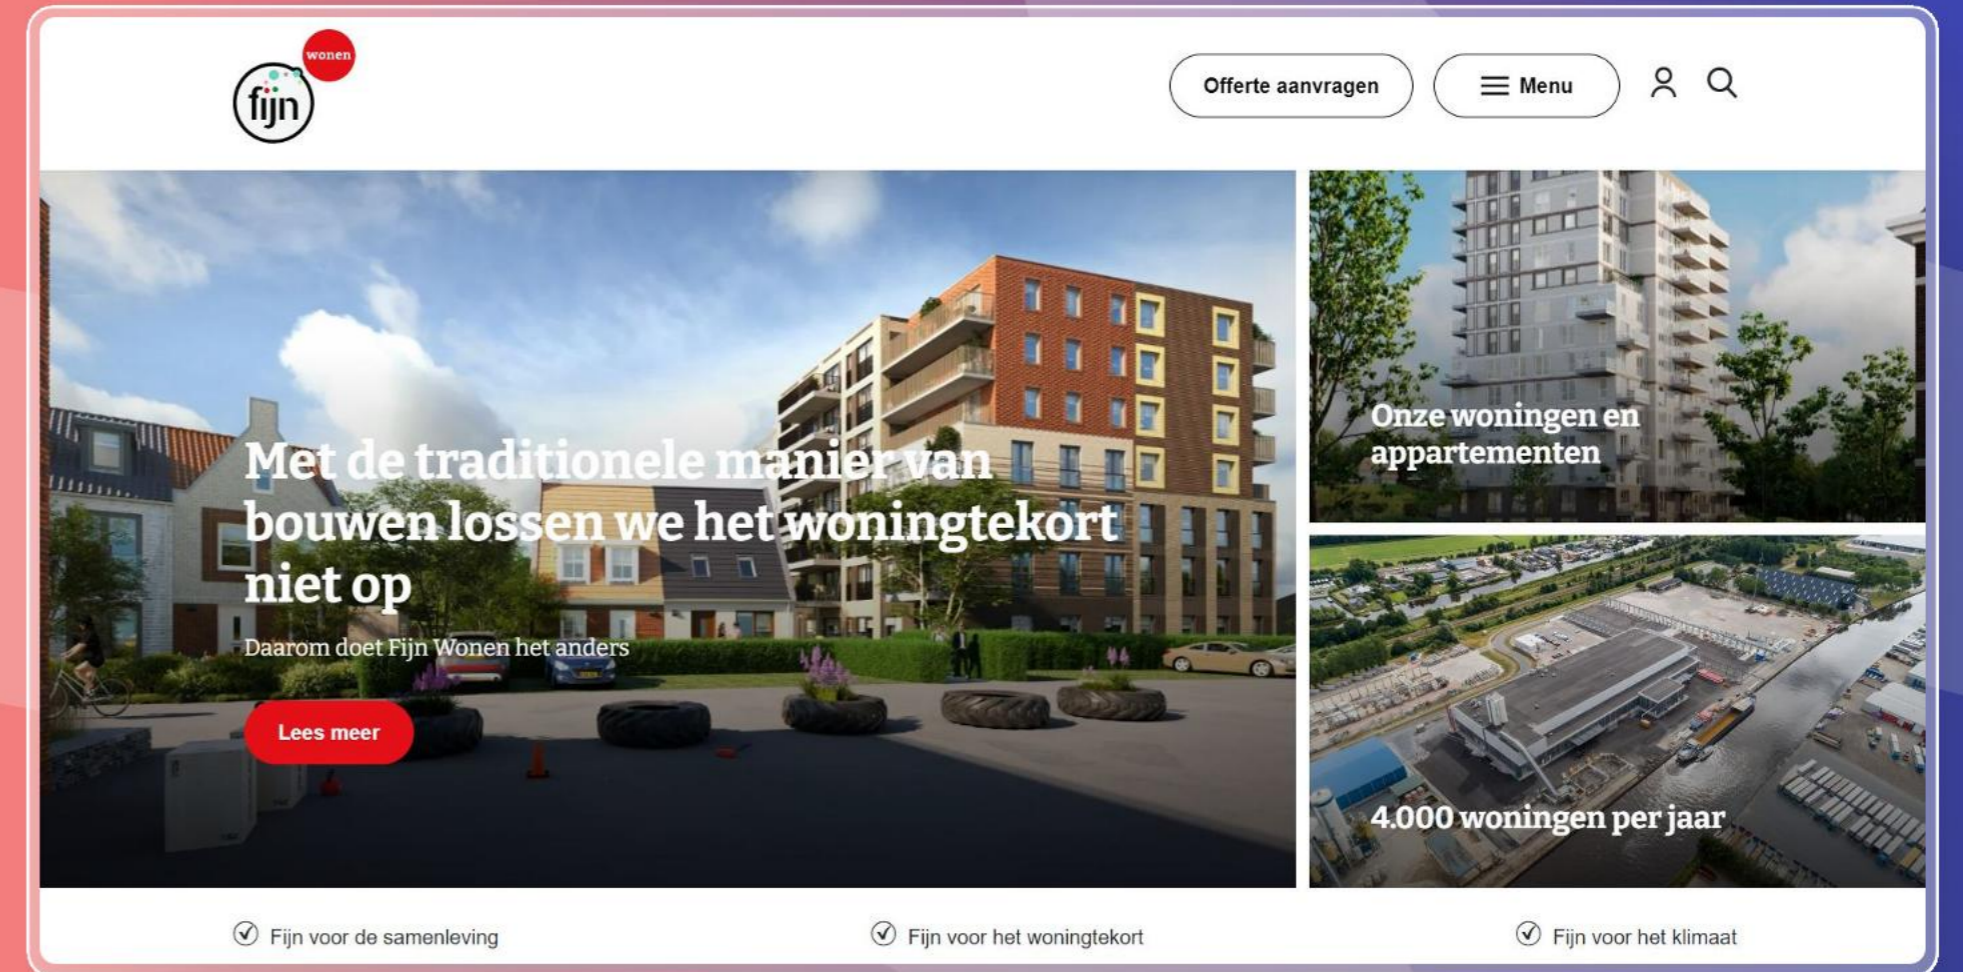 wonen
fijn
Offerte aanvragen
Menu
Met de traditionele manier van
bouwen lossen we het woningtekort
niet op
Daarom doet Fijn Wonen het anders
Lees meer
Onze woningen en
appartementen
4.000 woningen per jaar
Fijn voor de samenleving
Fijn voor het woningtekort
Fijn voor het klimaat